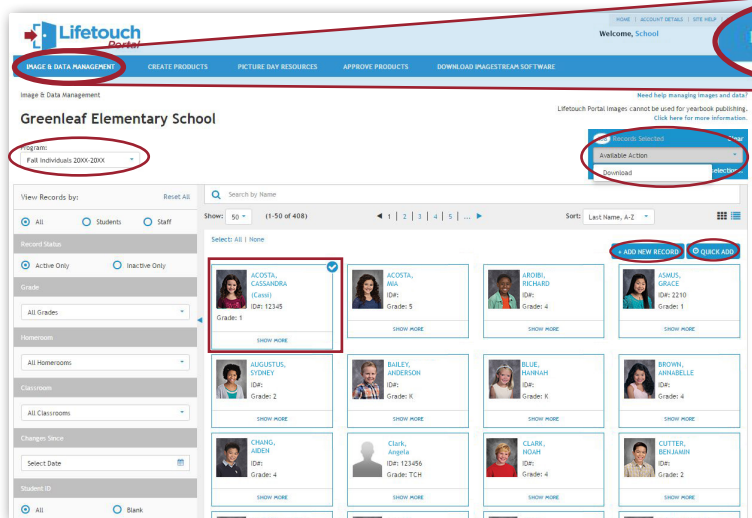 HOME | ACCOUNT DETAILS | SITE HELP
Lifetouch
Portal
Welcome, School
IMAGE & DATA MANAGEMENT CREATE PRODUCTS PICTURE DAY RESOURCES APPROVE PRODUCTS DOWNLOAD IMAGESTREAM SOFTWARE
Image & Data Management
Need help managing images and data?
Greenleaf Elementary School
Lifetouch Portal images cannot be used for yearbook publishing.
Click here for more information.
Program:
Fall Individuals 20XX-20XX
Records Selected
Available Action
Download
View Records by: Reset All
All Students Staff
Record Status
Active Only Inactive Only
Grade
All Grades
Homeroom
All Homerooms
Classroom
All Classrooms
Changes Since
Select Date
Student ID
All Blank
Search by Name
Show: 50 (1-50 of 408) 1 | 2 | 3 | 4 | 5 | ... Sort: Last Name, A-Z
Select: All | None
+ ADD NEW RECORD QUICK ADD
ACOSTA,
CASSANDRA
(Cassi)
ID#: 12345
Grade: 1
SHOW MORE
ACOSTA,
MIA
ID#:
Grade: 5
SHOW MORE
AROIBI,
RICHARD
ID#:
Grade: 4
SHOW MORE
ASMUS,
GRACE
ID#: 2210
Grade: 1
SHOW MORE
AUGUSTUS,
SYDNEY
ID#:
Grade: 2
SHOW MORE
BAILEY,
ANDERSON
ID#:
Grade: K
SHOW MORE
BLUE,
HANNAH
ID#:
Grade: K
SHOW MORE
BROWN,
ANNABELLE
ID#:
Grade: 4
SHOW MORE
CHANG,
AIDEN
ID#:
Grade: 4
SHOW MORE
Clark,
Angela
ID#: 123456
Grade: TCH
SHOW MORE
CLARK,
NOAH
ID#:
Grade: 4
SHOW MORE
CUTTER,
BENJAMIN
ID#:
Grade: 2
SHOW MORE